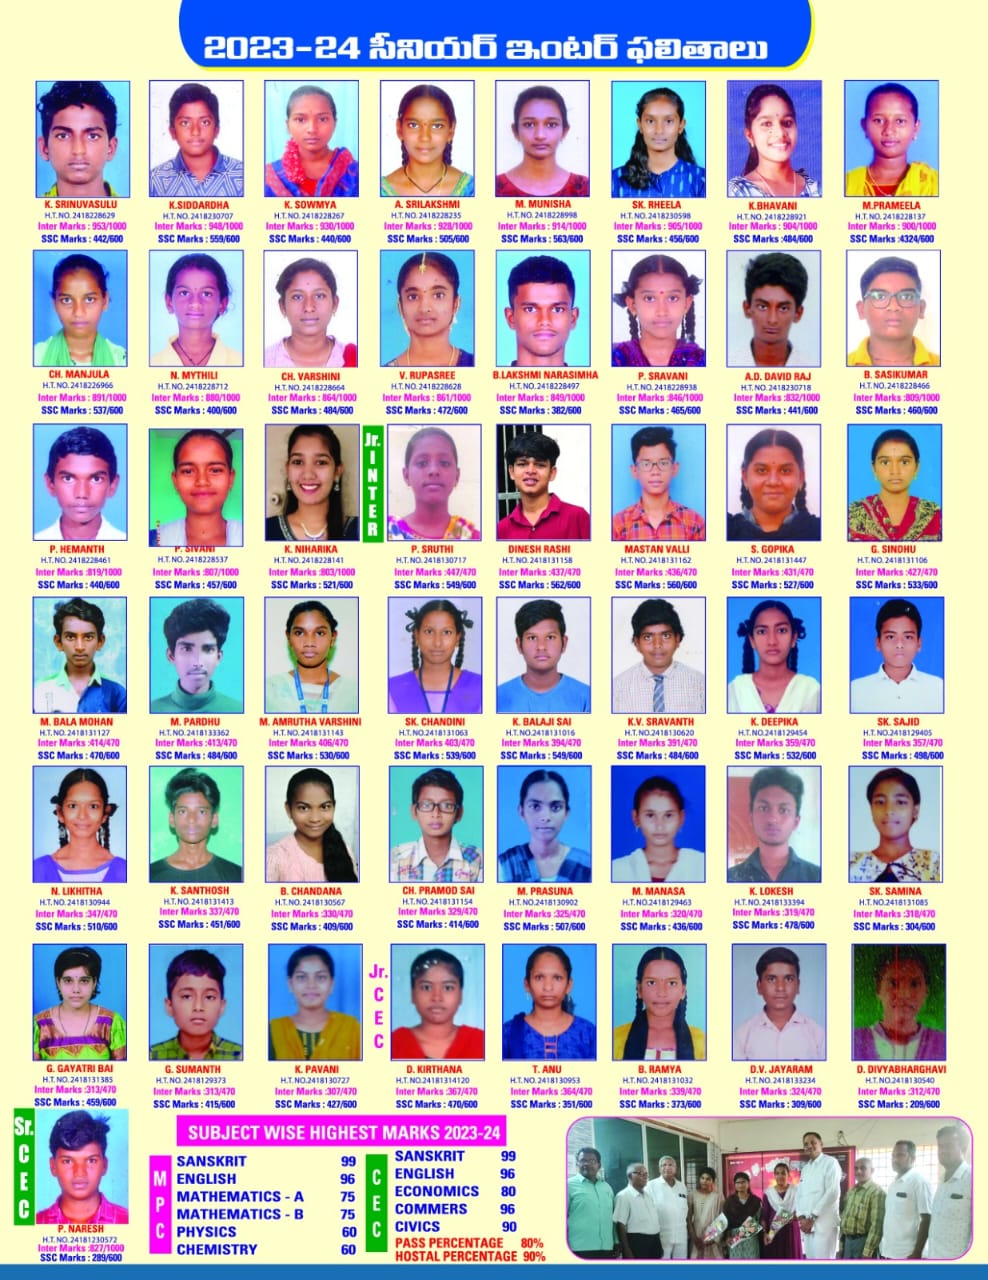 2023-24 సీనియర్ ఇంటర్ ఫలితాలు
K. SRINUVASULU
H.T. NO. 2418228629
Inter Marks : 953/1000
SSC Marks : 442/600
K.SIDDARDHA
H.T. NO. 2418230707
Inter Marks : 948/1000
SSC Marks : 559/600
K. SOWMYA
H.T. NO. 2418228267
Inter Marks : 930/1000
SSC Marks : 440/600
A. SRILAKSHMI
H.T. NO. 2418228235
Inter Marks : 928/1000
SSC Marks : 505/600
M. MUNISHA
H.T. NO. 2418228998
Inter Marks : 914/1000
SSC Marks : 563/600
SK. RHEELA
H.T. NO. 2418230598
Inter Marks : 905/1000
SSC Marks : 456/600
K.BHAVANI
H.T. NO. 2418228921
Inter Marks : 904/1000
SSC Marks :484/600
M.PRAMEELA
H.T. NO. 2418228137
Inter Marks : 900/1000
SSC Marks :4324/600
CH. MANJULA
H.T. NO. 2418226966
Inter Marks : 891/1000
SSC Marks : 537/600
N. MYTHILI
H.T. NO. 2418228712
Inter Marks : 880/1000
SSC Marks : 400/600
CH. VARSHINI
H.T. NO. 2418228664
Inter Marks : 864/1000
SSC Marks : 484/600
V. RUPASREE
H.T. NO. 2418228628
Inter Marks : 861/1000
SSC Marks : 472/600
B.LAKSHMI NARASIMHA
H.T. NO. 2418228497
Inter Marks : 849/1000
SSC Marks : 382/600
P. SRAVANI
H.T. NO. 2418228938
Inter Marks :846/1000
SSC Marks : 465/600
A.D. DAVID RAJ
H.T. NO. 2418230718
Inter Marks : 832/1000
SSC Marks : 441/600
B. SASIKUMAR
H.T. NO. 2418228466
Inter Marks :809/1000
SSC Marks : 460/600
P. HEMANTH
H.T. NO. 2418228461
Inter Marks :819/1000
SSC Marks : 440/600
P. SIVANI
H.T. NO. 2418228537
Inter Marks :807/1000
SSC Marks : 457/600
K. NIHARIKA
H.T. NO. 2418228141
Inter Marks :803/1000
SSC Marks : 521/600
Jr. INTER
P. SRUTHI
H.T. NO. 2418130717
Inter Marks :447/470
SSC Marks : 549/600
DINESH RASHI
H.T. NO. 2418131158
Inter Marks :437/470
SSC Marks : 562/600
MASTAN VALLI
H.T. NO. 2418131162
Inter Marks :436/470
SSC Marks : 560/600
S. GOPIKA
H.T. NO. 2418131447
Inter Marks :431/470
SSC Marks : 527/600
G. SINDHU
H.T. NO. 2418131106
Inter Marks :427/470
SSC Marks : 533/600
M. BALA MOHAN
H.T. NO. 2418131127
Inter Marks :414/470
SSC Marks : 470/600
M. PARDHU
H.T. NO. 2418133362
Inter Marks :413/470
SSC Marks : 484/600
M. AMRUTHA VARSHINI
H.T. NO. 2418131143
Inter Marks 406/470
SSC Marks : 530/600
SK. CHANDINI
H.T. NO. 2418131063
Inter Marks 403/470
SSC Marks : 539/600
K. BALAJI SAI
H.T. NO. 2418131016
Inter Marks 394/470
SSC Marks : 549/600
K.V. SRAVANTH
H.T. NO. 2418130620
Inter Marks 391/470
SSC Marks : 484/600
K. DEEPIKA
H.T. NO. 2418129454
Inter Marks 359/470
SSC Marks : 532/600
SK. SAJID
H.T. NO. 2418129405
Inter Marks 357/470
SSC Marks : 498/600
N. LIKHITHA
H.T. NO. 2418130944
Inter Marks :347/470
SSC Marks : 510/600
K. SANTHOSH
H.T. NO. 2418131413
Inter Marks 337/470
SSC Marks : 451/600
B. CHANDANA
H.T. NO. 2418130567
Inter Marks :330/470
SSC Marks : 409/600
CH. PRAMOD SAI
H.T. NO. 2418131154
Inter Marks 329/470
SSC Marks : 414/600
M. PRASUNA
H.T. NO. 2418130902
Inter Marks :325/470
SSC Marks : 507/600
M. MANASA
H.T. NO. 2418129463
Inter Marks :320/470
SSC Marks : 436/600
K. LOKESH
H.T. NO. 2418133394
Inter Marks :319/470
SSC Marks : 478/600
SK. SAMINA
H.T. NO. 2418131085
Inter Marks :318/470
SSC Marks : 304/600
G. GAYATRI BAI
H.T. NO. 2418131385
Inter Marks :313/470
SSC Marks : 459/600
G. SUMANTH
H.T. NO. 2418129373
Inter Marks :313/470
SSC Marks : 415/600
K. PAVANI
H.T. NO. 2418130727
Inter Marks :307/470
SSC Marks : 427/600
Jr. CEC
D. KIRTHANA
H.T. NO. 24181314120
Inter Marks :367/470
SSC Marks : 470/600
T. ANU
H.T. NO. 2418130953
Inter Marks :364/470
SSC Marks : 351/600
B. RAMYA
H.T. NO. 2418131032
Inter Marks :339/470
SSC Marks : 373/600
D.V. JAYARAM
H.T. NO. 2418133234
Inter Marks :324/470
SSC Marks : 309/600
D. DIVYABHARGHAVI
H.T. NO. 2418130540
Inter Marks :312/470
SSC Marks : 209/600
Sr. CEC
P. NARESH
H.T. NO. 24181230572
Inter Marks :827/1000
SSC Marks : 289/600
SUBJECT WISE HIGHEST MARKS 2023-24
MPC
SANSKRIT 99
ENGLISH 96
MATHEMATICS - A 75
MATHEMATICS - B 75
PHYSICS 60
CHEMISTRY 60
CEC
SANSKRIT 99
ENGLISH 96
ECONOMICS 80
COMMERS 96
CIVICS 90
PASS PERCENTAGE 80%
HOSTAL PERCENTAGE 90%